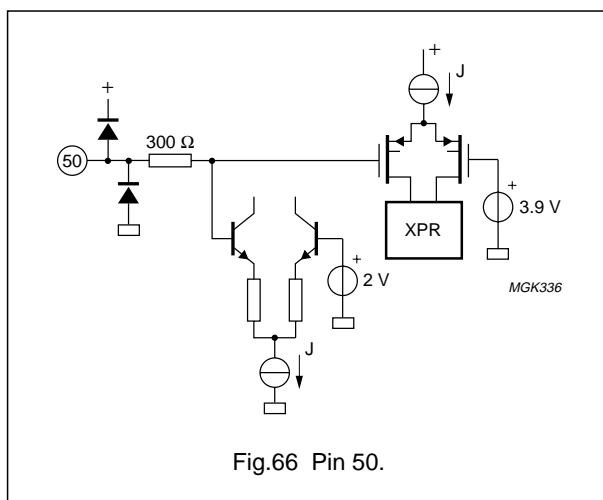 +
J
+
300 Ω
50
+
3.9 V
XPR
+
2 V
MGK336
J
Fig.66 Pin 50.